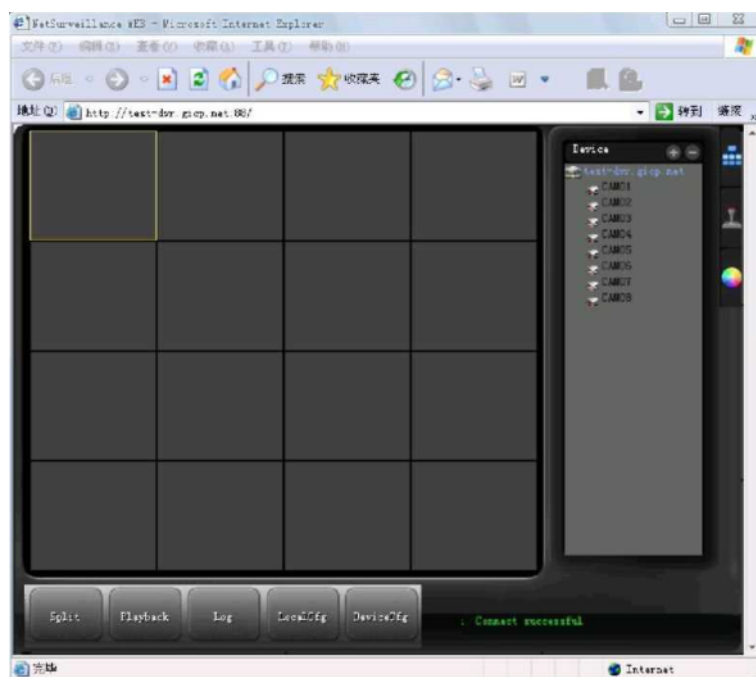 NetSurveillance WEB - Microsoft Internet Explorer
文件(F) 编辑(E) 查看(V) 收藏(A) 工具(T) 帮助(H)
后退 搜索 收藏夹
地址(D) http://text-dvr.gicp.net:88/ 转到 链接
Device
text-dvr.gicp.net
CAM01
CAM02
CAM03
CAM04
CAM05
CAM06
CAM07
CAM08
Split Playback Log LocalCfg DeviceCfg
: Connect successful
完毕 Internet